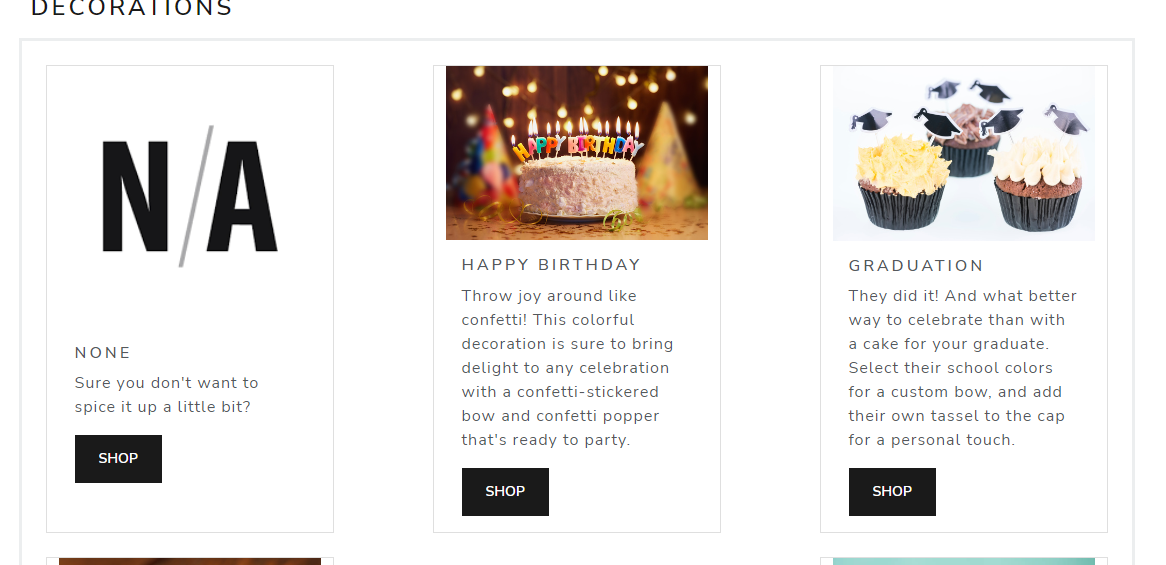 DECORATIONS
N/A
NONE
Sure you don't want to
spice it up a little bit?
SHOP
HAPPY BIRTHDAY
HAPPY BIRTHDAY
Throw joy around like
confetti! This colorful
decoration is sure to bring
delight to any celebration
with a confetti-stickered
bow and confetti popper
that's ready to party.
SHOP
GRADUATION
They did it! And what better
way to celebrate than with
a cake for your graduate.
Select their school colors
for a custom bow, and add
their own tassel to the cap
for a personal touch.
SHOP